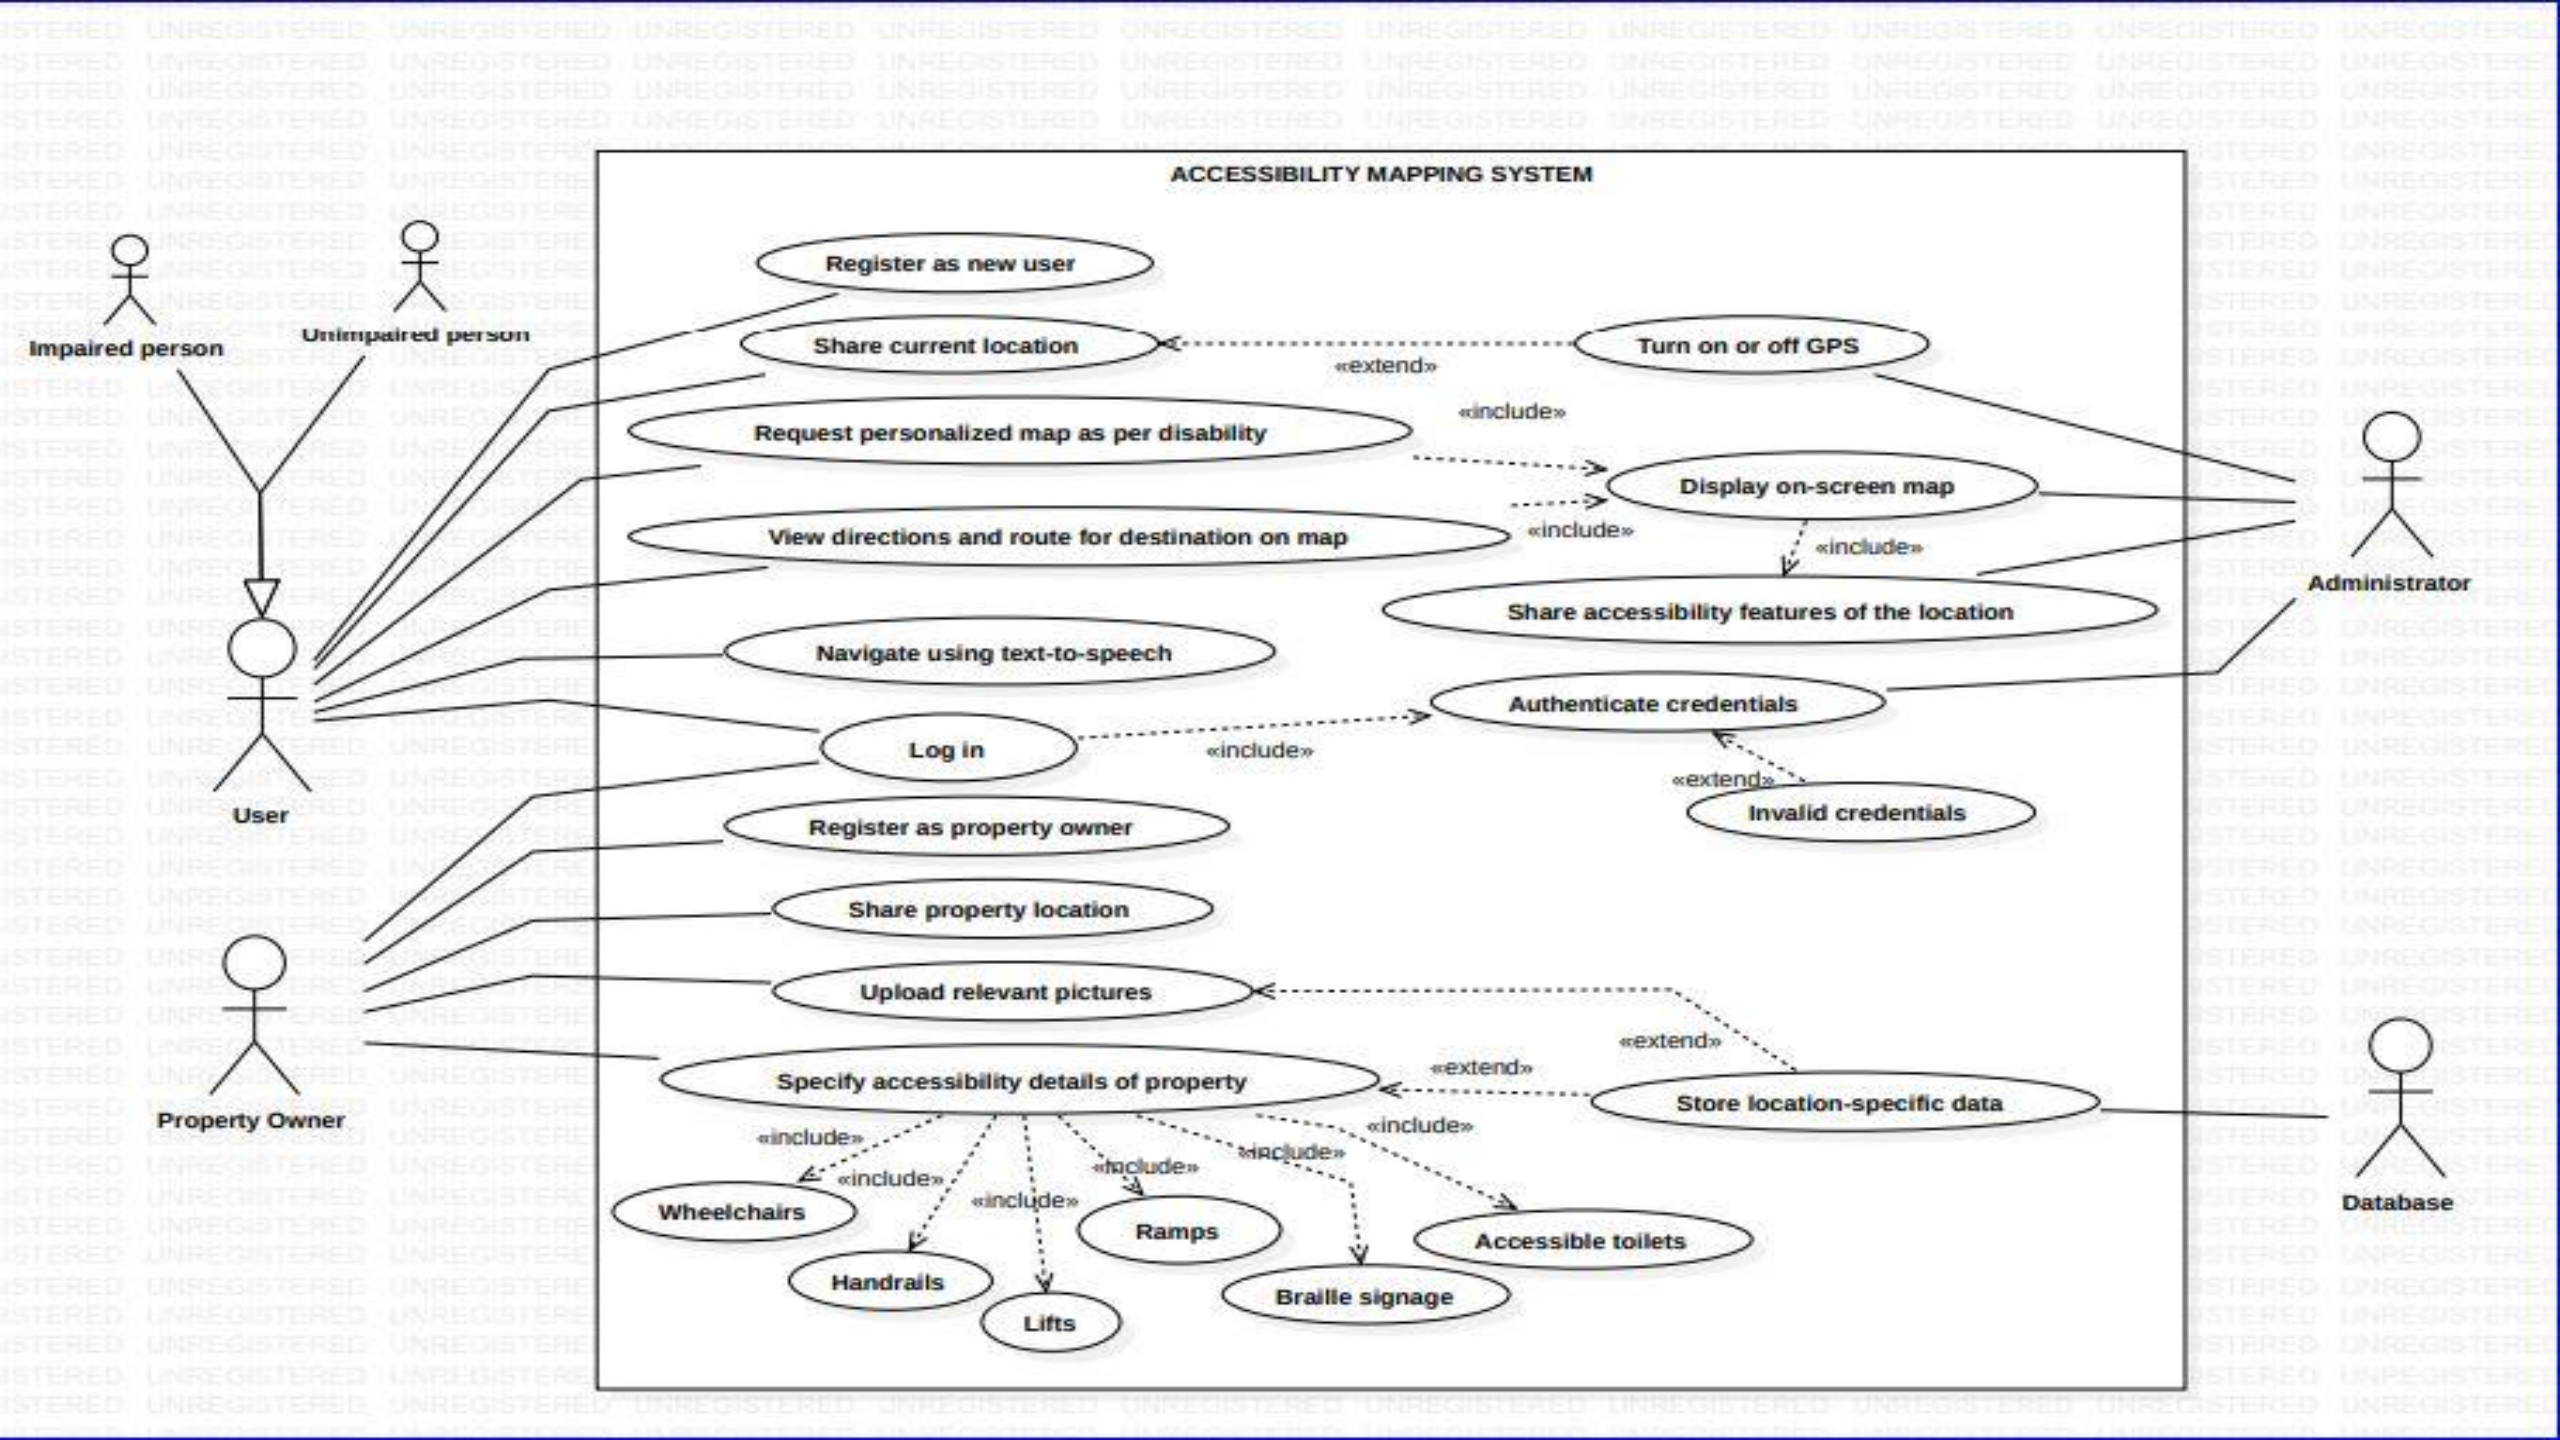 ACCESSIBILITY MAPPING SYSTEM
Register as new user
Impaired person
Unimpaired person
Share current location
«extend»
Turn on or off GPS
«include»
Request personalized map as per disability
Display on-screen map
View directions and route for destination on map
«include»
«include»
Administrator
Share accessibility features of the location
Navigate using text-to-speech
Authenticate credentials
Log in
«include»
«extend»
Invalid credentials
User
Register as property owner
Share property location
Upload relevant pictures
«extend»
«extend»
Specify accessibility details of property
Store location-specific data
Property Owner
«include»
«include»
«include»
«include»
«include»
«include»
Wheelchairs
Ramps
Accessible toilets
Database
Handrails
Braille signage
Lifts
UNREGISTERED